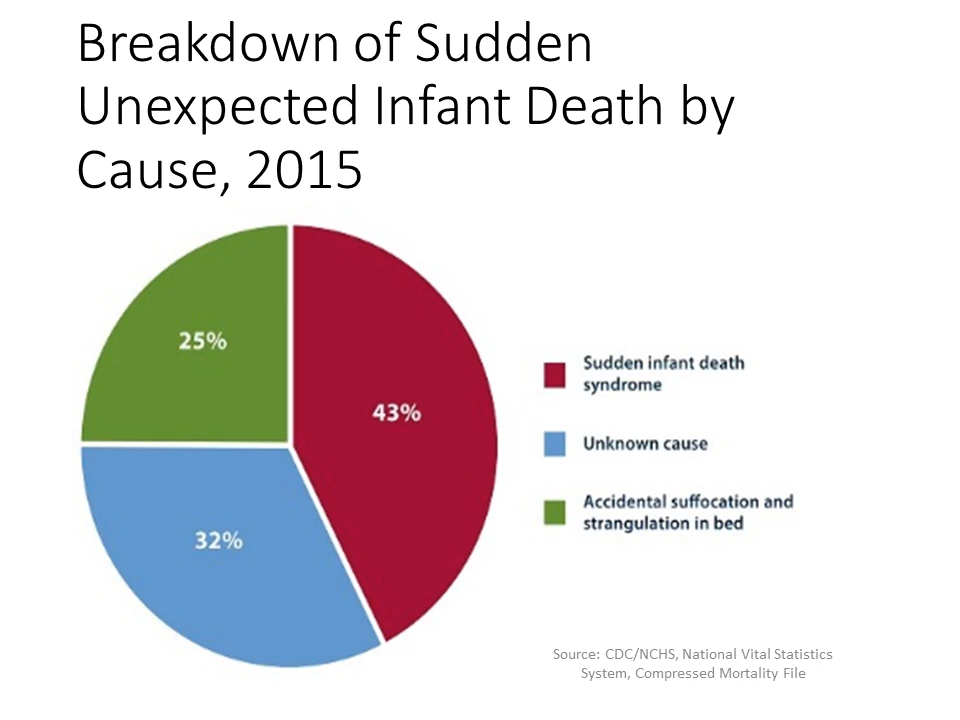 Breakdown of Sudden
Unexpected Infant Death by
Cause, 2015
25%
43%
32%
Sudden infant death
syndrome
Unknown cause
Accidental suffocation and
strangulation in bed
Source: CDC/NCHS, National Vital Statistics
System, Compressed Mortality File